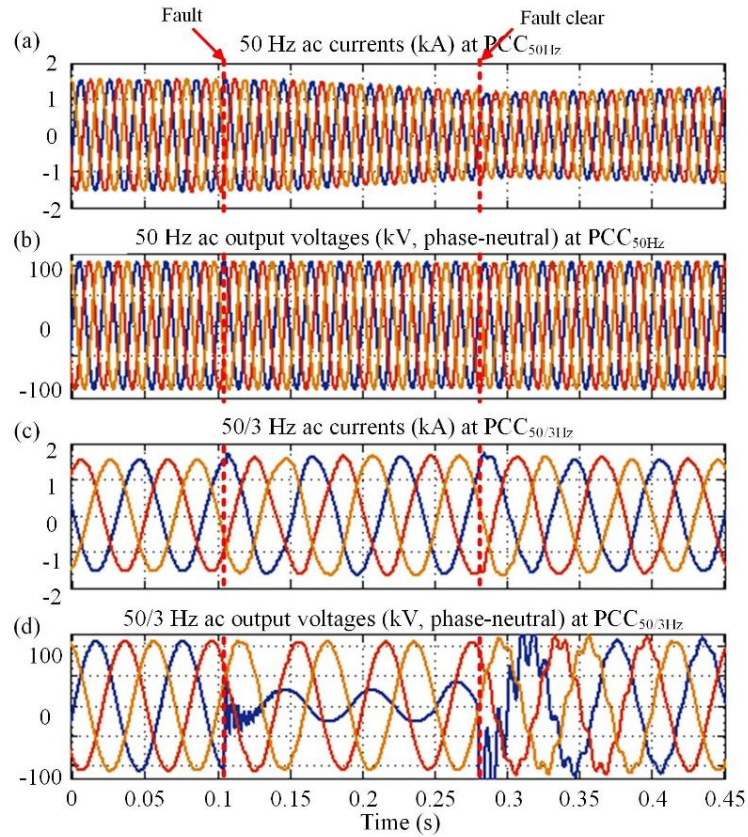 Fault
Fault clear
(a)
50 Hz ac currents (kA) at PCC50Hz
2
1
0
-1
-2
(b)
50 Hz ac output voltages (kV, phase-neutral) at PCC50Hz
100
0
-100
(c)
50/3 Hz ac currents (kA) at PCC50/3Hz
2
1
0
-1
-2
(d)
50/3 Hz ac output voltages (kV, phase-neutral) at PCC50/3Hz
100
0
-100
0 0.05 0.1 0.15 0.2 0.25 0.3 0.35 0.4 0.45
Time (s)